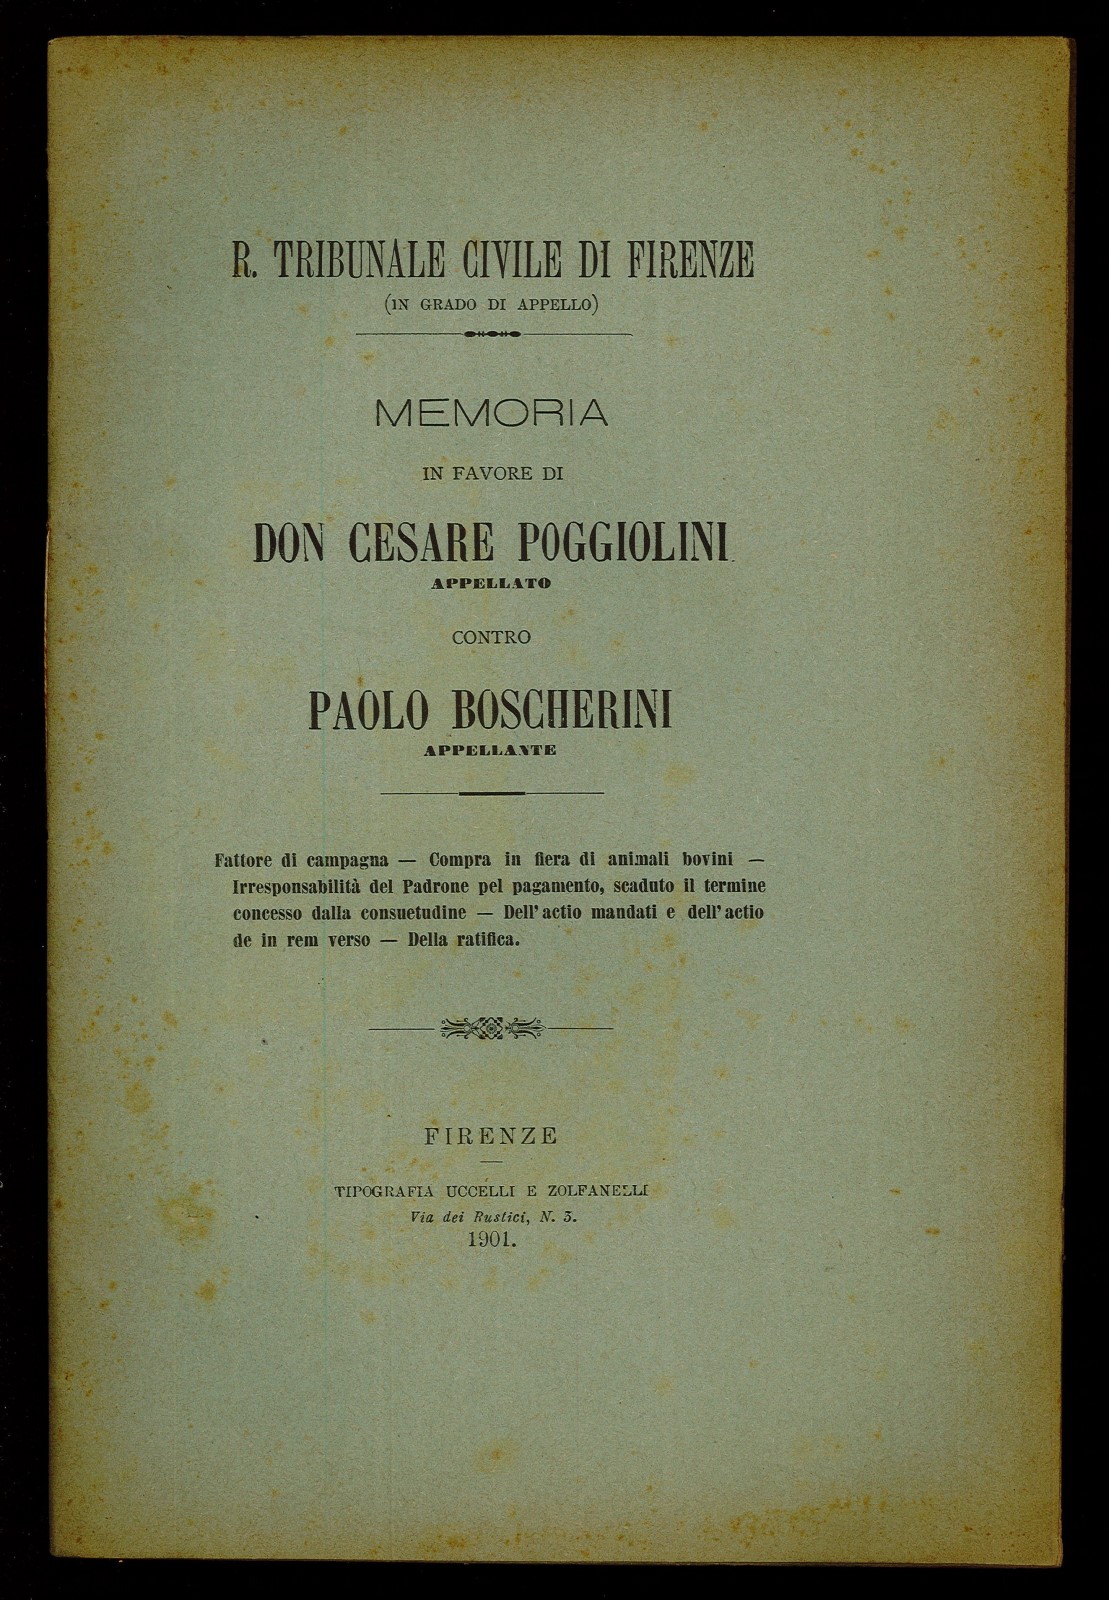 R. TRIBUNALE CIVILE DI FIRENZE
(IN GRADO DI APPELLO)
MEMORIA
IN FAVORE DI
DON CESARE POGGIOLINI
APPELLATO
CONTRO
PAOLO BOSCHERINI
APPELLANTE
Fattore di campagna — Compra in fiera di animali bovini —
Irresponsabilità del Padrone pel pagamento, scaduto il termine
concesso dalla consuetudine — Dell' actio mandati e dell' actio
de in rem verso — Della ratifica.
FIRENZE
TIPOGRAFIA UCCELLI E ZOLFANELLI
Via dei Rustici, N. 5.
1901.